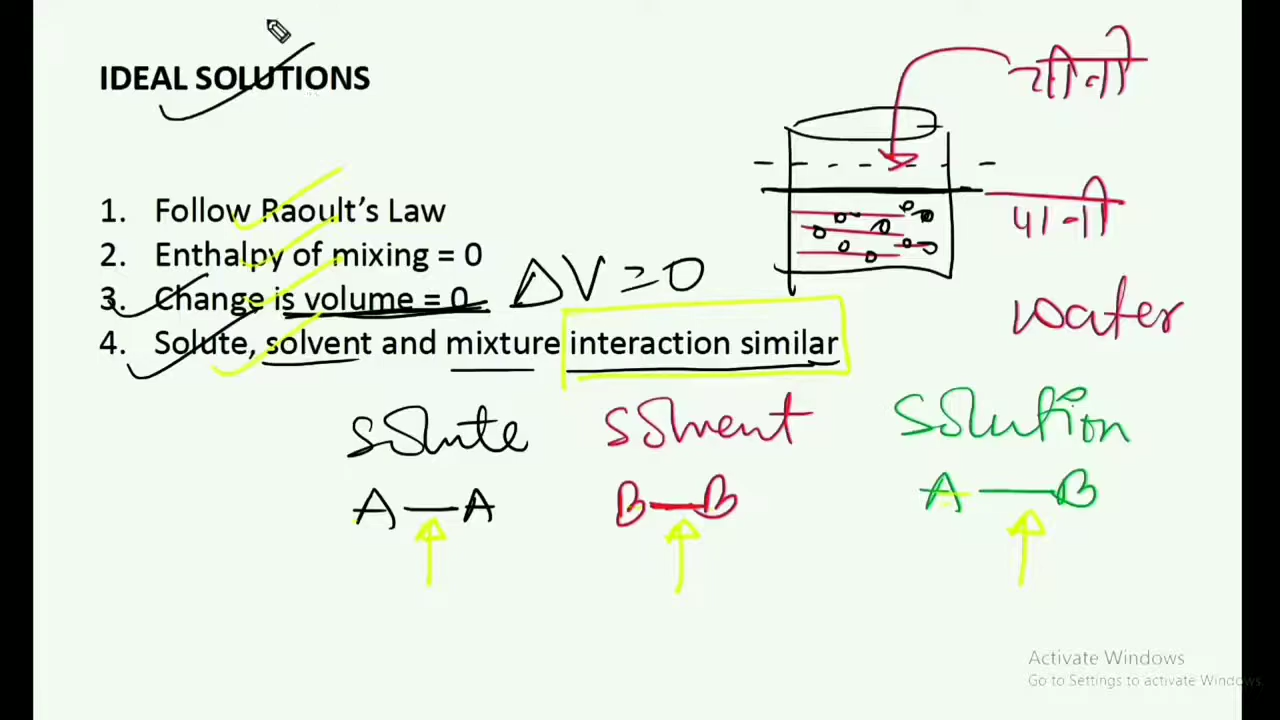 IDEAL SOLUTIONS
चीनी
1. Follow Raoult’s Law
पानी
2. Enthalpy of mixing = 0
3. Change is volume = 0 ΔV = 0
water
4. Solute, solvent and mixture interaction similar
Solute Solvent Solution
A—A B—B A—B
Activate Windows
Go to Settings to activate Windows.